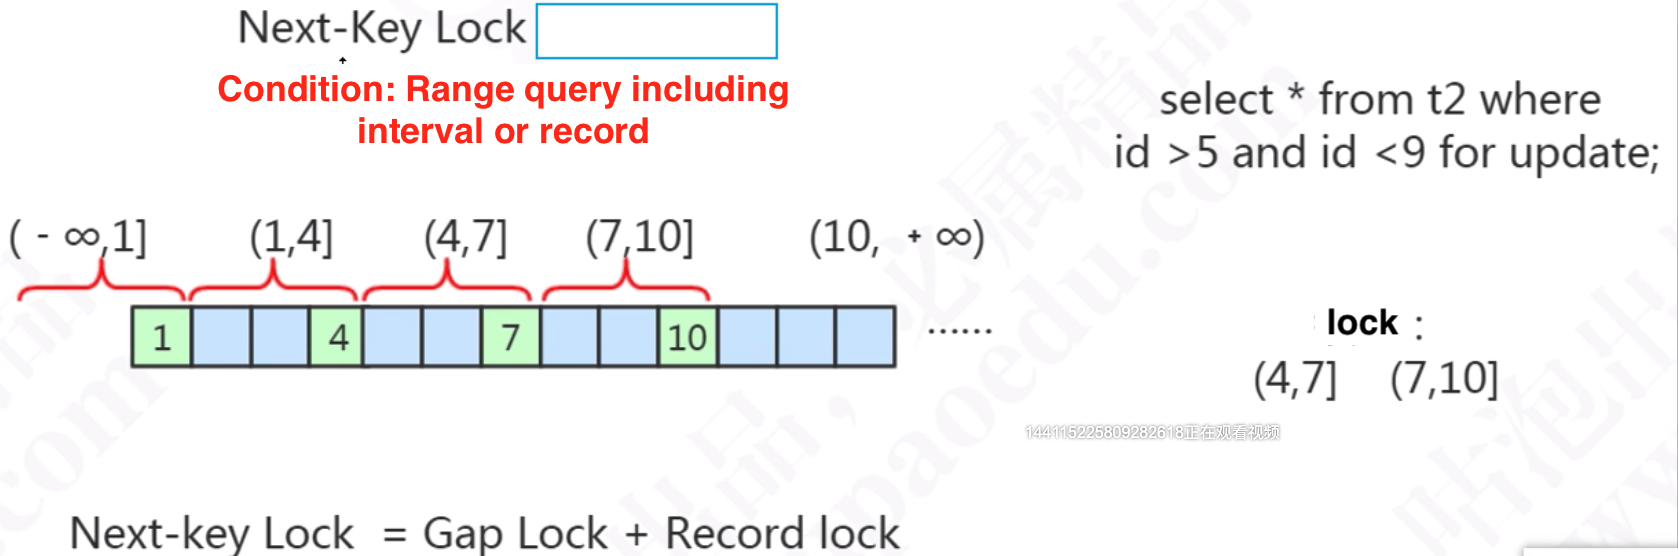 Next-Key Lock
Condition: Range query including
interval or record
select * from t2 where
id >5 and id <9 for update;
( - ∞,1] (1,4] (4,7] (7,10] (10, + ∞)
1 4 7 10 ......
lock :
(4,7] (7,10]
144115225809282618正在观看视频
Next-key Lock = Gap Lock + Record lock